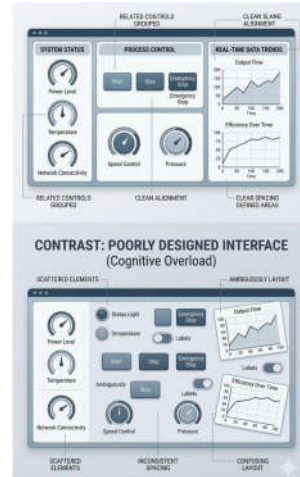 RELATED CONTROLS
GROUPED
CLEAN SLANG
ALIGNMENT
SYSTEM STATUS
PROCESS CONTROL
REAL-TIME DATA TRENDS
Power Level
Temperature
Network Connectivity
Start
Stop
Emergency
Stop
Emergency
Stop
Speed Control
Pressure
Output Flow
Time
Efficiency Over Time
Time
RELATED CONTROLS
GROUPED
CLEAN ALIGNMENT
CLEAR SPACING
DEFINES AREAS
CONTRAST: POORLY DESIGNED INTERFACE
(Cognitive Overload)
SCATTERED ELEMENTS
AMBIGUOUSLY LAYOUT
Power Level
Temperature
Network Connectivity
Status Light
Temperature
Emergency
Stop
Labels
Start
Stop
Emergency
Stop
Ambiguously
Stop
Labels
Labels
Speed Control
Pressure
Output Flow
Efficiency Over Time
SCATTERED
ELEMENTS
INCONSISTENT
SPACING
CONFUSING
LAYOUT